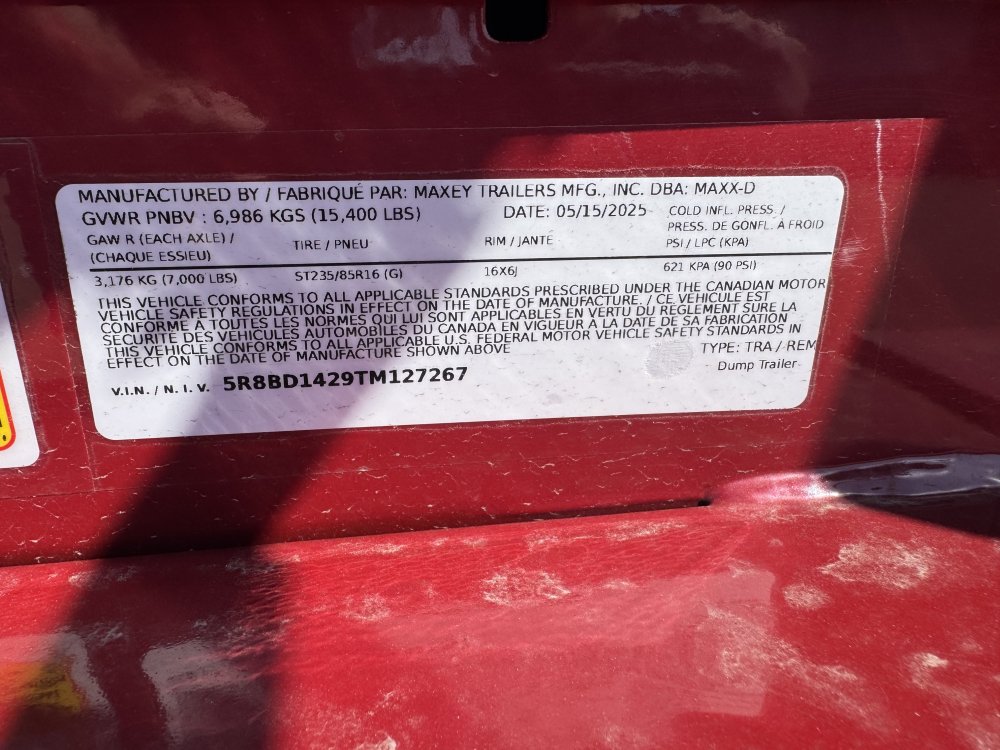 MANUFACTURED BY / FABRIQUÉ PAR: MAXEY TRAILERS MFG., INC. DBA: MAXX-D
GVWR PNBV : 6,986 KGS (15,400 LBS) DATE: 05/15/2025 COLD INFL. PRESS. /
PRESS. DE GONFL. À FROID
GAW R (EACH AXLE) / TIRE / PNEU RIM / JANTE PSI / LPC (KPA)
(CHAQUE ESSIEU)
3,176 KG (7,000 LBS) ST235/85R16 (G) 16X6J 621 KPA (90 PSI)
THIS VEHICLE CONFORMS TO ALL APPLICABLE STANDARDS PRESCRIBED UNDER THE CANADIAN MOTOR
VEHICLE SAFETY REGULATIONS IN EFFECT ON THE DATE OF MANUFACTURE. / CE VEHICULE EST
CONFORME A TOUTES LES NORMES QUI LUI SONT APPLICABLES EN VERTU DU REGLEMENT SURE LA
SECURITE DES VEHICULES AUTOMOBILES DU CANADA EN VIGUEUR A LA DATE DE SA FABRICATION
THIS VEHICLE CONFORMS TO ALL APPLICABLE U.S. FEDERAL MOTOR VEHICLE SAFETY STANDARDS IN
EFFECT ON THE DATE OF MANUFACTURE SHOWN ABOVE
TYPE: TRA / REM
Dump Trailer
V.I.N. / N. I. V. 5R8BD1429TM127267